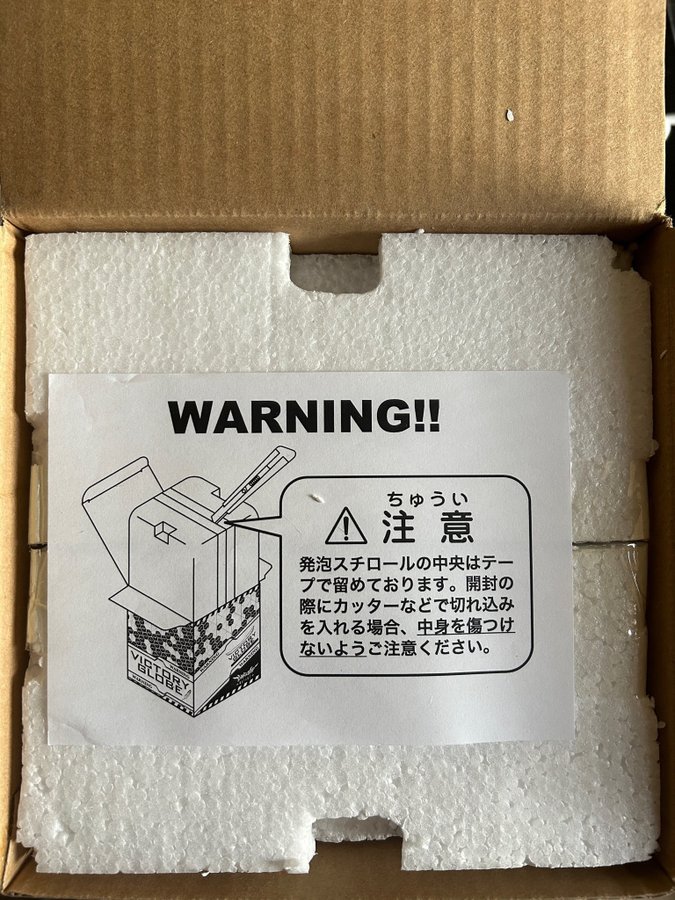 WARNING!!
ちゅうい
注意
発泡スチロールの中央はテー
プで留めております。開封の
際にカッターなどで切れ込み
を入れる場合、中身を傷つけ
ないようご注意ください。
VICTORY
GLOBE
VICTORY